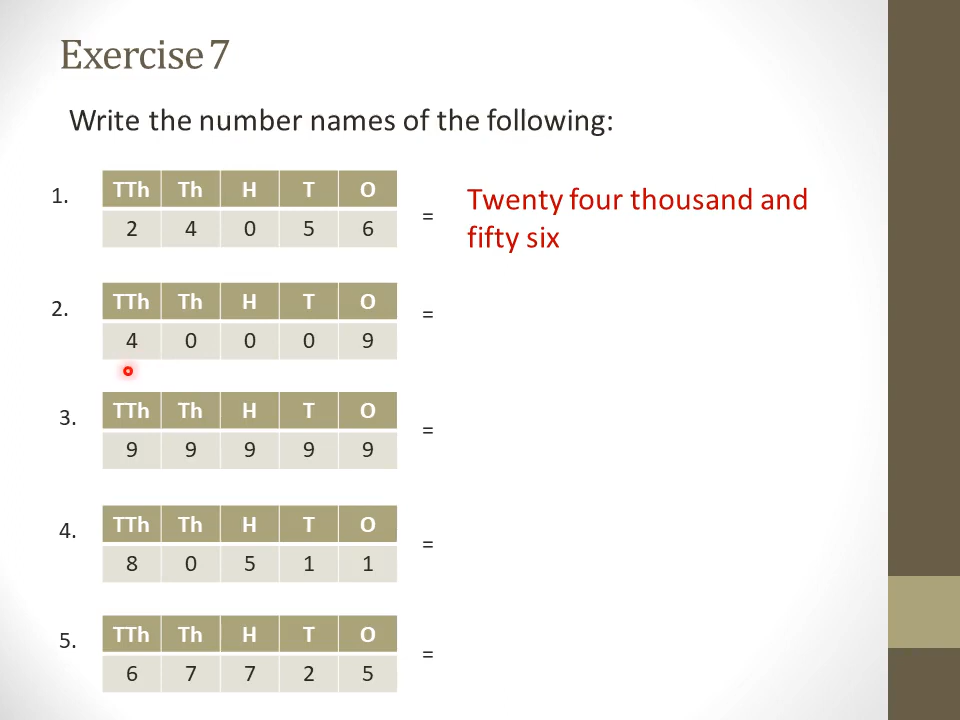 Exercise 7
Write the number names of the following:
1.
TTh Th H T O
2 4 0 5 6
=
Twenty four thousand and
fifty six
2.
TTh Th H T O
4 0 0 0 9
=
3.
TTh Th H T O
9 9 9 9 9
=
4.
TTh Th H T O
8 0 5 1 1
=
5.
TTh Th H T O
6 7 7 2 5
=